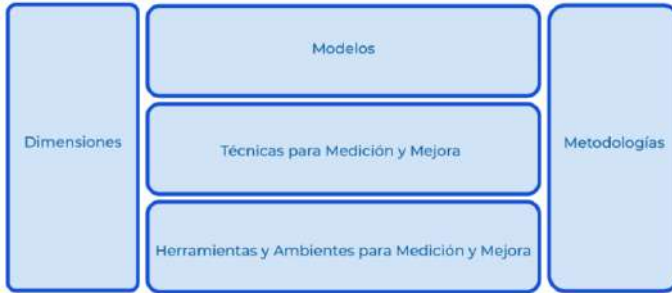 Dimensiones
Modelos
Técnicas para Medición y Mejora
Herramientas y Ambientes para Medición y Mejora
Metodologías